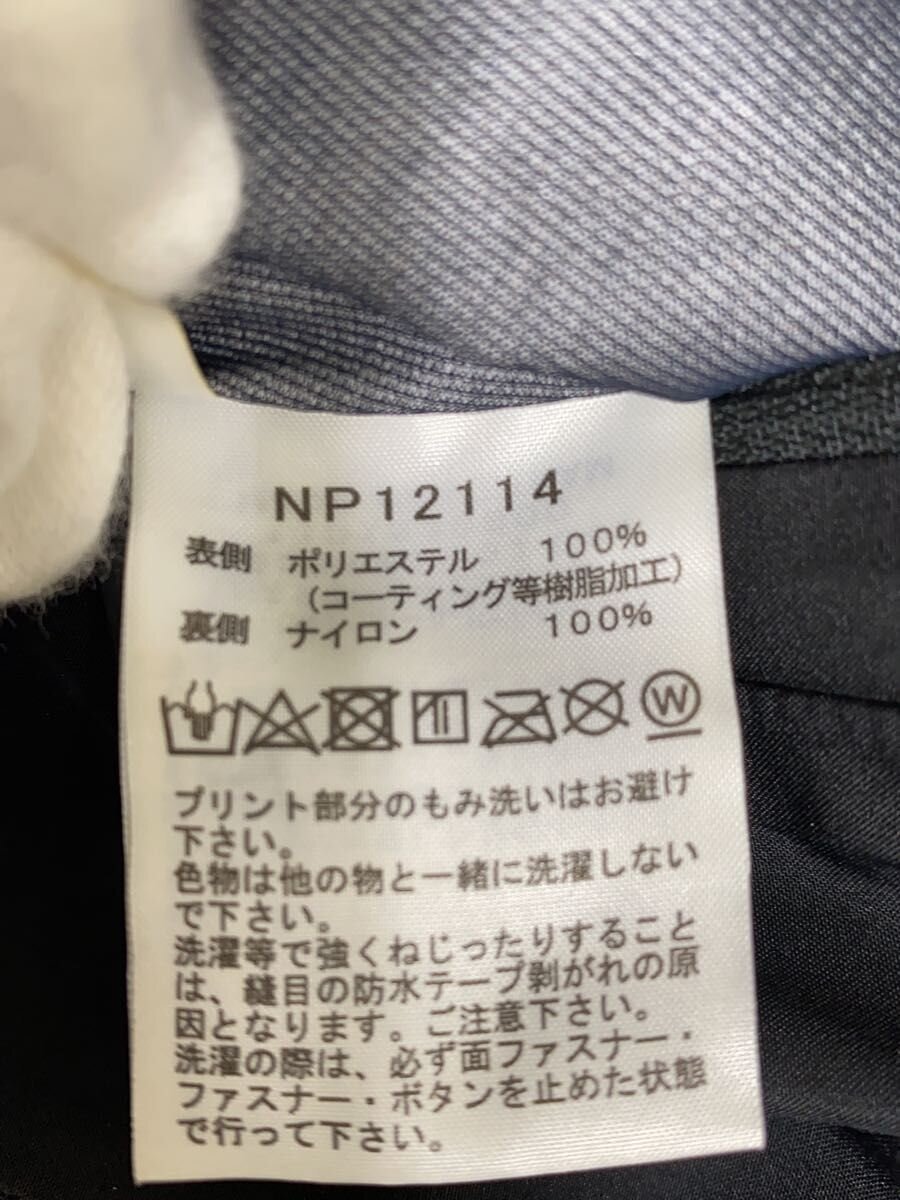 NP12114
表側 ポリエステル 100%
(コーティング等樹脂加工)
裏側 ナイロン 100%
W
プリント部分のもみ洗いはお避け
下さい。
色物は他の物と一緒に洗濯しない
で下さい。
洗濯等で強くねじったりすること
は、縫目の防水テープ剥がれの原
因となります。ご注意下さい。
洗濯の際は、必ず面ファスナー・
ファスナー・ボタンを止めた状態
で行って下さい。